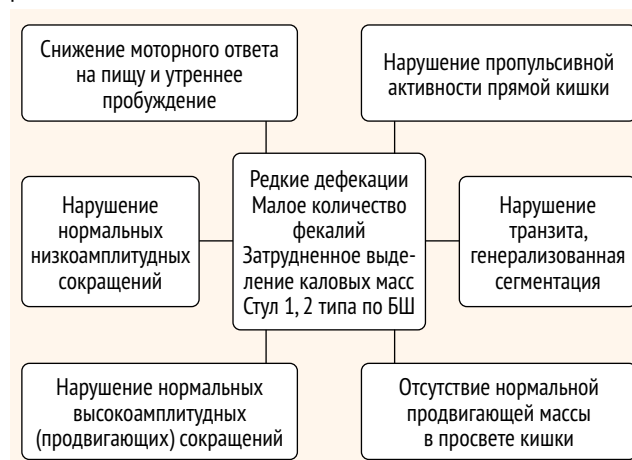 Снижение моторного ответа
на пищу и утреннее
пробуждение
Нарушение пропульсивной
активности прямой кишки
Нарушение
нормальных
низкоамплитудных
сокращений
Редкие дефекации
Малое количество
фекалий
Затрудненное выде-
ление каловых масс
Стул 1, 2 типа по БШ
Нарушение
транзита,
генерализованная
сегментация
Нарушение нормальных
высокоамплитудных
(продвигающих) сокращений
Отсутствие нормальной
продвигающей массы
в просвете кишки